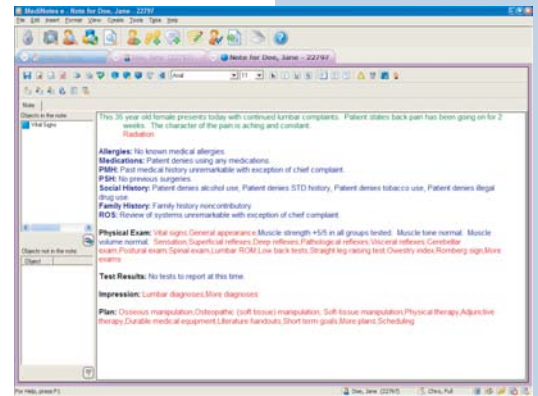 MediNotes e - Note for Doe, Jane - 22797
File Edit Insert Format View Create Tools Type Help
Note for Doe, Jane - 22797
Arial 11
Note
Objects in the note
Vital Signs
Objects not in the note
Object
This 35 year old female presents today with continued lumbar complaints. Patient states back pain has been going on for 2
weeks. The character of the pain is aching and constant.
Radiation
Allergies: No known medical allergies
Medications: Patient denies using any medications.
PMH: Past medical history unremarkable with exception of chief complaint.
PSH: No previous surgeries.
Social History: Patient denies alcohol use, Patient denies STD history, Patient denies tobacco use, Patient denies illegal
drug use.
Family History: Family history noncontributory
ROS: Review of systems unremarkable with exception of chief complaint.
Physical Exam: Vital signs,General appearance,Muscle strength +5/5 in all groups tested. Muscle tone normal. Muscle
volume normal. Sensation,Superficial reflexes,Deep reflexes,Pathological reflexes,Visceral reflexes,Cerebellar
exam,Postural exam,Spinal exam,Lumbar ROM,Low back tests,Straight leg raising test,Oswestry index,Romberg sign,More
exams
Test Results: No tests to report at this time.
Impression: Lumbar diagnoses,More diagnoses
Plan: Osseous manipulation,Osteopathic (soft tissue) manipulation, Soft tissue manipulation,Physical therapy,Adjunctive
therapy,Durable medical equipment,Literature handouts,Short term goals,More plans,Scheduling
For Help, press F1
Doe, Jane (22797) Chiro, Full